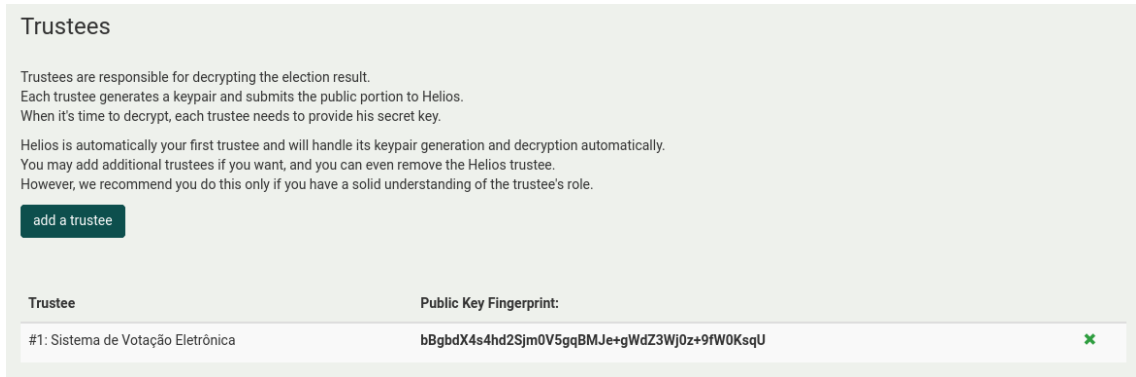 Trustees
Trustees are responsible for decrypting the election result.
Each trustee generates a keypair and submits the public portion to Helios.
When it's time to decrypt, each trustee needs to provide his secret key.
Helios is automatically your first trustee and will handle its keypair generation and decryption automatically.
You may add additional trustees if you want, and you can even remove the Helios trustee.
However, we recommend you do this only if you have a solid understanding of the trustee's role.
add a trustee
Trustee Public Key Fingerprint:
#1: Sistema de Votação Eletrônica bBgbdX4s4hd2Sjm0V5gqBMJe+gWdZ3Wj0z+9fW0KsqU